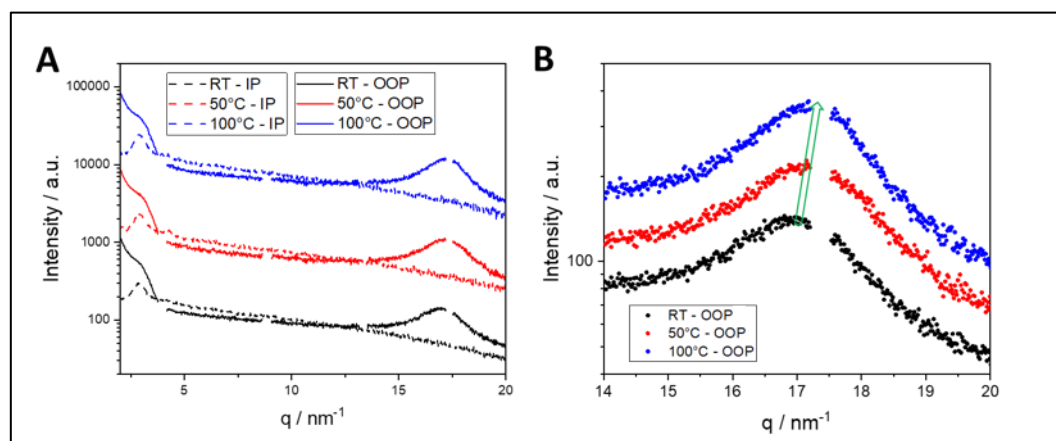 A
RT - IP
50°C - IP
100°C - IP
RT - OOP
50°C - OOP
100°C - OOP
100000
10000
1000
100
Intensity / a.u.
5
10
15
20
q / nm-1
B
Intensity / a.u.
100
RT - OOP
50°C - OOP
100°C - OOP
14
15
16
17
18
19
20
q / nm-1